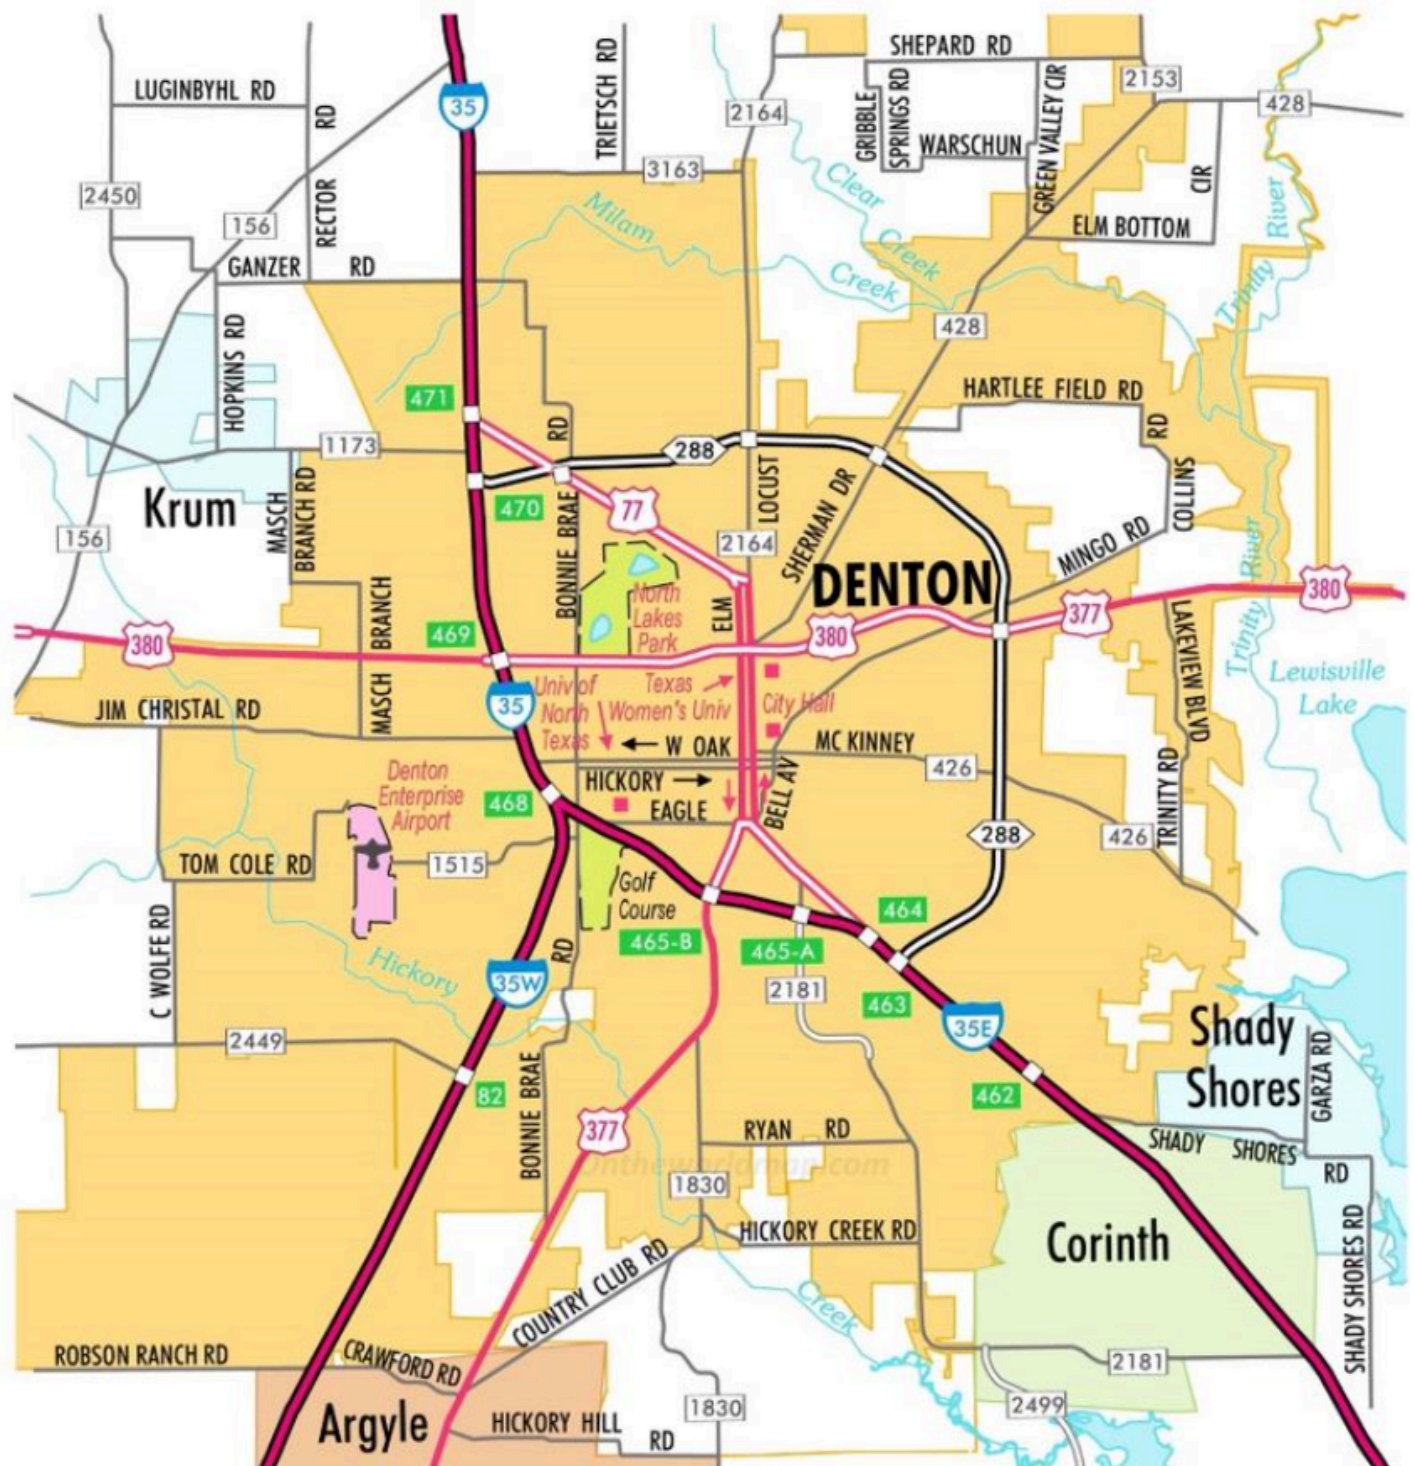 SHEPARD RD
LUGINBYHL RD
35
TRIETSCH RD
2164
GRIBBLE
SPRINGS RD
GREEN VALLEY CIR
2153
428
RD
WARSCHUN
3163
CIR
2450
156
RECTOR
Milam
Clear
Creek
Creek
ELM BOTTOM
River
Trinity
GANZER RD
428
HOPKINS RD
471
HARTLEE FIELD RD
RD
COLLINS
1173
RD
288
LOCUST
Krum
MASCH
BRANCH RD
470
77
BONNIE BRAE
SHERMAN DR
156
2164
MINGO RD
River
Trinity
DENTON
380
377
North
Lakes
Park
ELM
MASCH BRANCH
469
380
380
LAKEVIEW BLVD
Lewisville
Lake
Univ of
North
Texas
Texas
Women's Univ
City Hall
35
JIM CHRISTAL RD
W OAK
MC KINNEY
426
HICKORY
EAGLE
BELL AV
TRINITY RD
Denton
Enterprise
Airport
468
288
426
TOM COLE RD
1515
Golf
Course
464
465-B
465-A
C WOLFE RD
Hickory
35W
RD
2181
463
35E
Shady
Shores
GARZA RD
2449
82
BONNIE BRAE
462
377
RYAN RD
SHADY SHORES
RD
Ontheworldmap.com
1830
HICKORY CREEK RD
Corinth
SHADY SHORES RD
COUNTRY CLUB RD
Creek
ROBSON RANCH RD
CRAWFORD RD
2181
2499
1830
Argyle
HICKORY HILL
RD